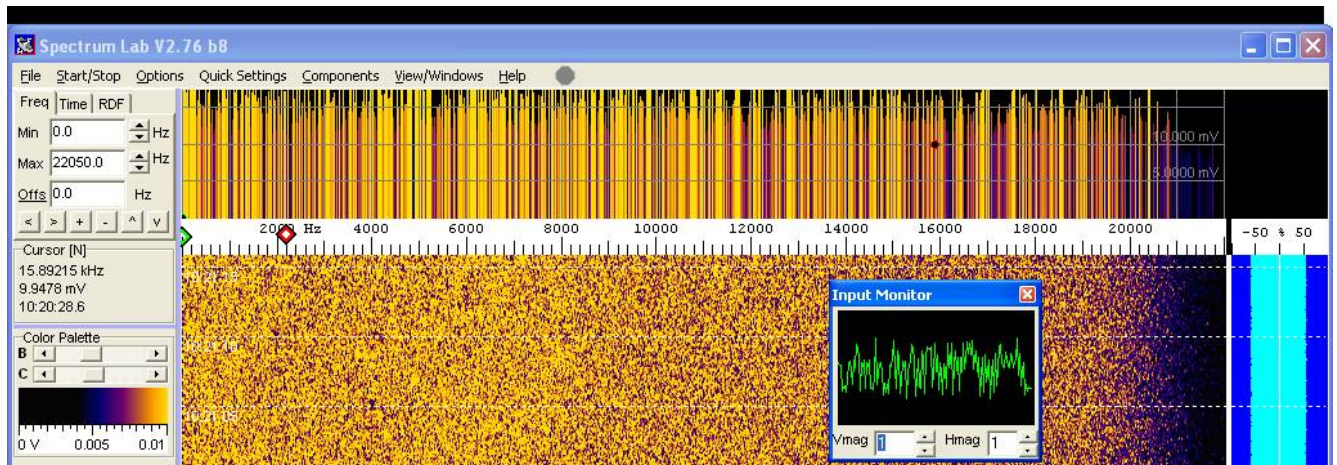 Spectrum Lab V2.76 b8
File Start/Stop Options Quick Settings Components View/Windows Help
Freq Time RDF
Min 0.0 Hz
Max 22050.0 Hz
Offs 0.0 Hz
< > + - ^ v
10.000 mV
5.0000 mV
Hz 4000 6000 8000 10000 12000 14000 16000 18000 20000
-50 % 50
Cursor [N]
15.89215 kHz
9.9478 mV
10:20:28.6
Color Palette
B
C
0 V 0.005 0.01
Input Monitor
Vmag 1 Hmag 1